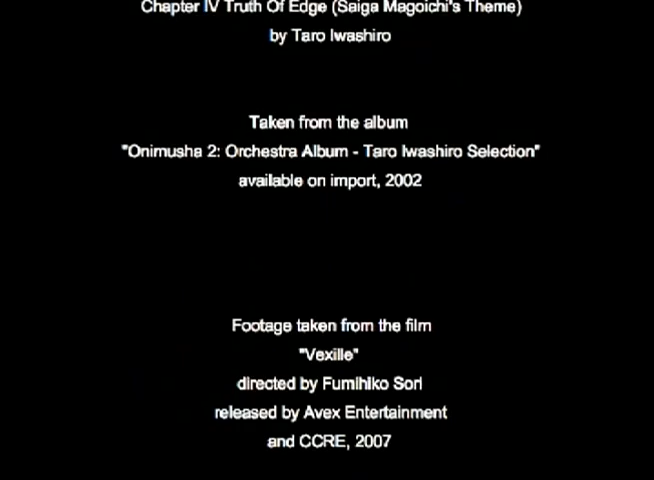 Chapter IV Truth Of Edge (Saiga Magoichi's Theme)
by Taro Iwashiro
Taken from the album
"Onimusha 2: Orchestra Album - Taro Iwashiro Selection"
available on import, 2002
Footage taken from the film
"Vexille"
directed by Fumihiko Sori
released by Avex Entertainment
and CCRE, 2007